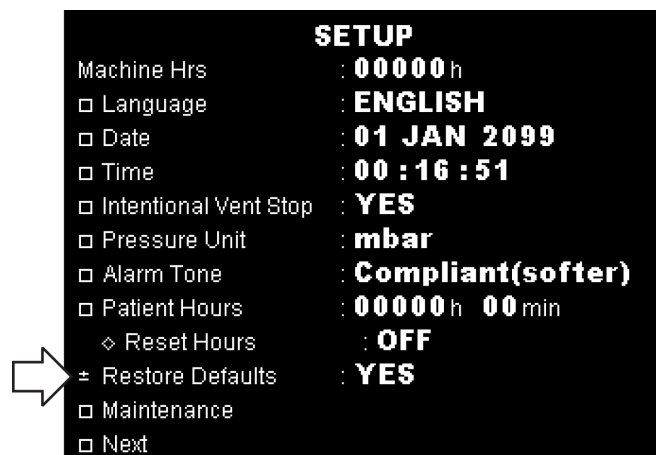 SETUP
Machine Hrs : 00000 h
□ Language : ENGLISH
□ Date : 01 JAN 2099
□ Time : 00 : 16 : 51
□ Intentional Vent Stop : YES
□ Pressure Unit : mbar
□ Alarm Tone : Compliant(softer)
□ Patient Hours : 00000 h 00 min
◇ Reset Hours : OFF
± Restore Defaults : YES
□ Maintenance
□ Next